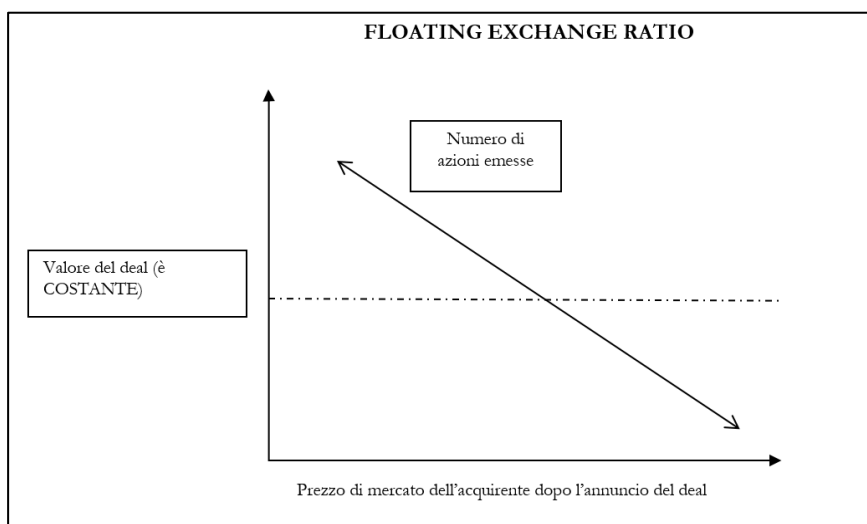 FLOATING EXCHANGE RATIO
Numero di
azioni emesse
Valore del deal (è
COSTANTE)
Prezzo di mercato dell'acquirente dopo l'annuncio del deal